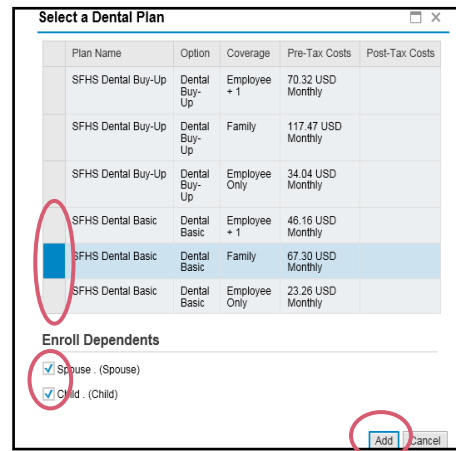 Select a Dental Plan
Plan Name Option Coverage Pre-Tax Costs Post-Tax Costs
SFHS Dental Buy-Up Dental Employee 70.32 USD
Buy- + 1 Monthly
Up
SFHS Dental Buy-Up Dental Family 117.47 USD
Buy- Monthly
Up
SFHS Dental Buy-Up Dental Employee 34.04 USD
Buy- Only Monthly
Up
SFHS Dental Basic Dental Employee 46.16 USD
Basic + 1 Monthly
SFHS Dental Basic Dental Family 67.30 USD
Basic Monthly
SFHS Dental Basic Dental Employee 23.26 USD
Basic Only Monthly
Enroll Dependents
Spouse . (Spouse)
Child . (Child)
Add Cancel